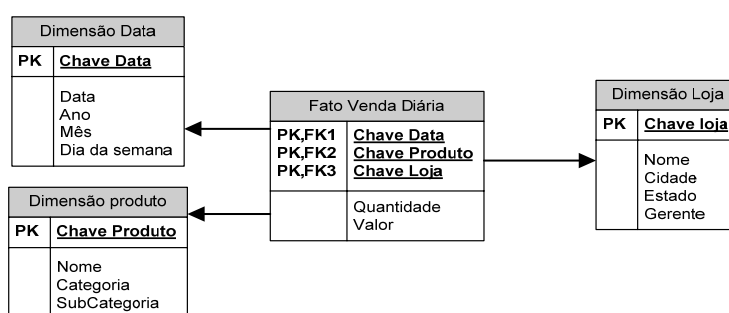 Dimensão Data
PK Chave Data
Data
Ano
Mês
Dia da semana
Dimensão produto
PK Chave Produto
Nome
Categoria
SubCategoria
Fato Venda Diária
PK,FK1 Chave Data
PK,FK2 Chave Produto
PK,FK3 Chave Loja
Quantidade
Valor
Dimensão Loja
PK Chave loja
Nome
Cidade
Estado
Gerente